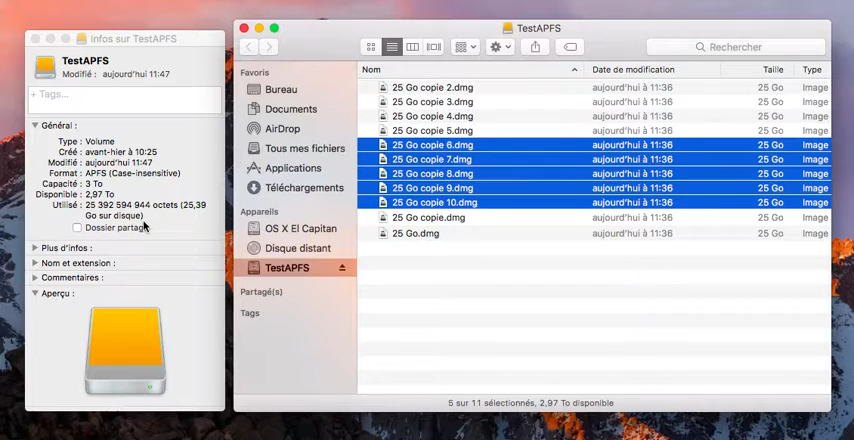 Infos sur TestAPFS
TestAPFS
Modifié : aujourd'hui 11:47
+ Tags...
Général :
Type : Volume
Créé : avant-hier à 10:25
Modifié : aujourd'hui 11:47
Format : APFS (Case-insensitive)
Capacité : 3 To
Disponible : 2,97 To
Utilisé : 25 392 594 944 octets (25,39
Go sur disque)
Dossier partagé
Plus d'infos :
Nom et extension :
Commentaires :
Aperçu :
TestAPFS
Rechercher
Favoris
Bureau
Documents
AirDrop
Tous mes fichiers
Applications
Téléchargements
Appareils
OS X El Capitan
Disque distant
TestAPFS
Partagé(s)
Tags
Nom Date de modification Taille Type
25 Go copie 2.dmg aujourd'hui à 11:36 25 Go Image
25 Go copie 3.dmg aujourd'hui à 11:36 25 Go Image
25 Go copie 4.dmg aujourd'hui à 11:36 25 Go Image
25 Go copie 5.dmg aujourd'hui à 11:36 25 Go Image
25 Go copie 6.dmg aujourd'hui à 11:36 25 Go Image
25 Go copie 7.dmg aujourd'hui à 11:36 25 Go Image
25 Go copie 8.dmg aujourd'hui à 11:36 25 Go Image
25 Go copie 9.dmg aujourd'hui à 11:36 25 Go Image
25 Go copie 10.dmg aujourd'hui à 11:36 25 Go Image
25 Go copie.dmg aujourd'hui à 11:36 25 Go Image
25 Go.dmg aujourd'hui à 11:36 25 Go Image
5 sur 11 sélectionnés, 2,97 To disponible